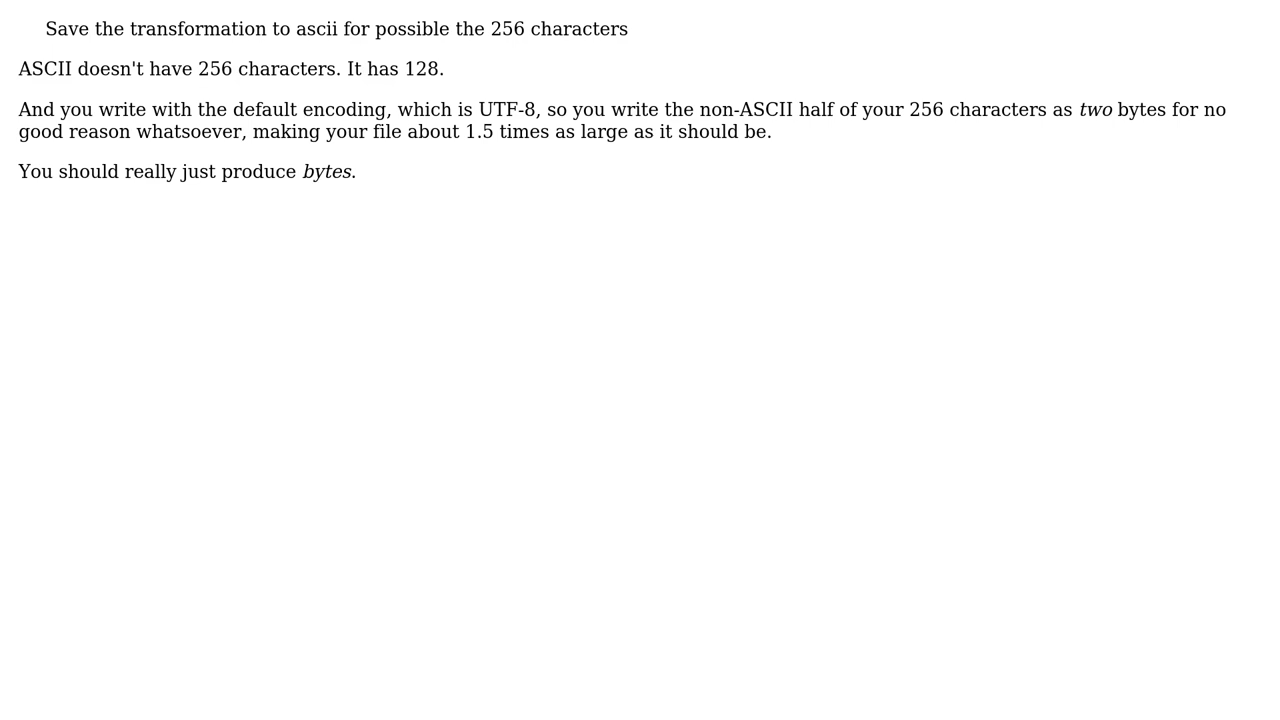 Save the transformation to ascii for possible the 256 characters
ASCII doesn't have 256 characters. It has 128.
And you write with the default encoding, which is UTF-8, so you write the non-ASCII half of your 256 characters as two bytes for no
good reason whatsoever, making your file about 1.5 times as large as it should be.
You should really just produce bytes.